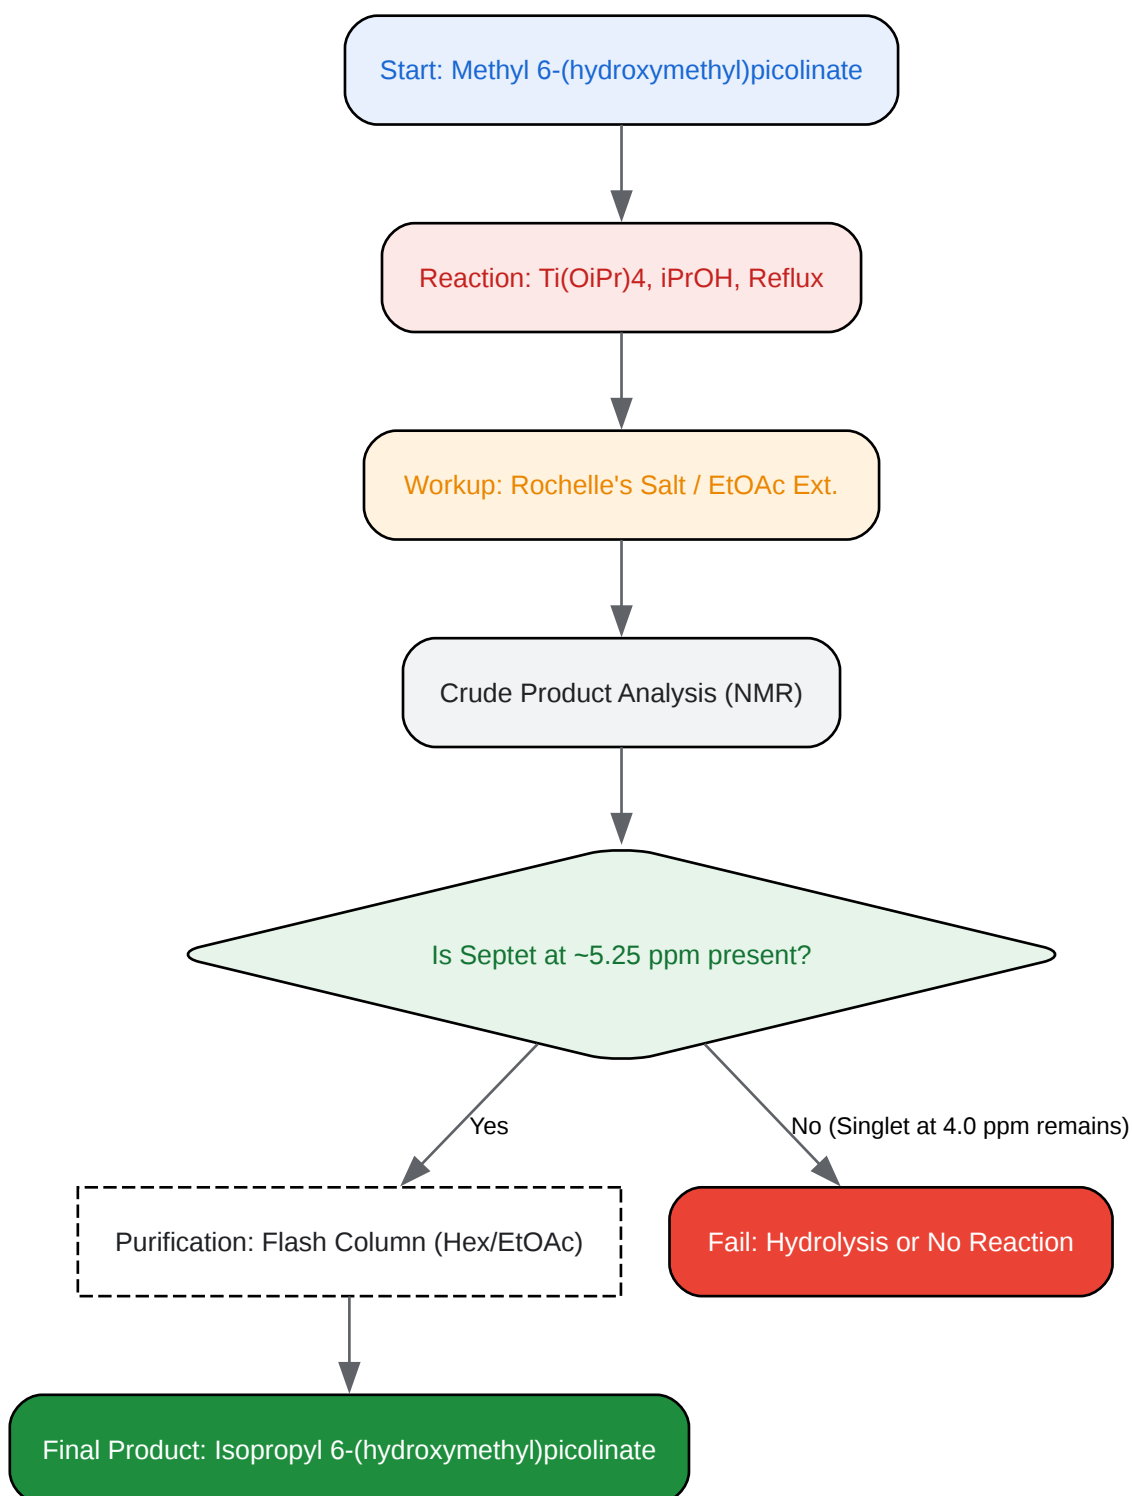 Start: Methyl 6-(hydroxymethyl)picolinate
Reaction: Ti(OiPr)4, iPrOH, Reflux
Workup: Rochelle's Salt / EtOAc Ext.
Crude Product Analysis (NMR)
Is Septet at ~5.25 ppm present?
Yes
No (Singlet at 4.0 ppm remains)
Purification: Flash Column (Hex/EtOAc)
Fail: Hydrolysis or No Reaction
Final Product: Isopropyl 6-(hydroxymethyl)picolinate